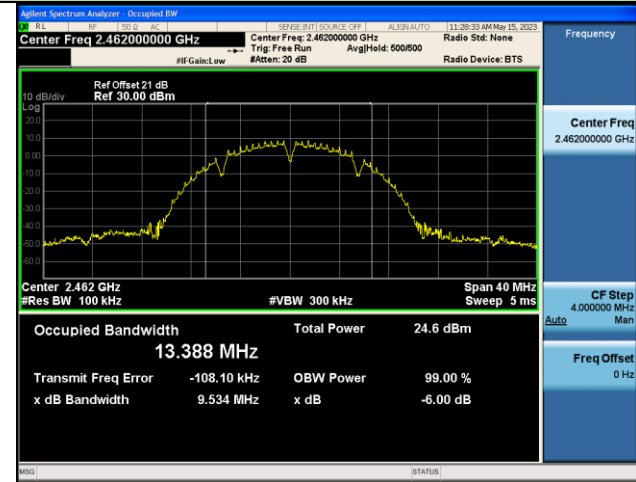 Agilent Spectrum Analyzer - Occupied BW
RL RF 50 Ω AC SENSE:INT SOURCE OFF ALIGN AUTO 11:28:33 AM May 15, 2023
Center Freq 2.462000000 GHz Center Freq: 2.462000000 GHz Radio Std: None
Trig: Free Run Avg|Hold: 500/500
#IFGain:Low #Atten: 20 dB Radio Device: BTS
Frequency
Ref Offset 21 dB
10 dB/div Ref 30.00 dBm
Log
20.0
10.0
0.00
-10.0
-20.0
-30.0
-40.0
-50.0
-60.0
Center 2.462 GHz Span 40 MHz
#Res BW 100 kHz #VBW 300 kHz Sweep 5 ms
Occupied Bandwidth Total Power 24.6 dBm
13.388 MHz
Transmit Freq Error -108.10 kHz OBW Power 99.00 %
x dB Bandwidth 9.534 MHz x dB -6.00 dB
Center Freq
2.462000000 GHz
CF Step
4.000000 MHz
Auto Man
Freq Offset
0 Hz
MSG STATUS